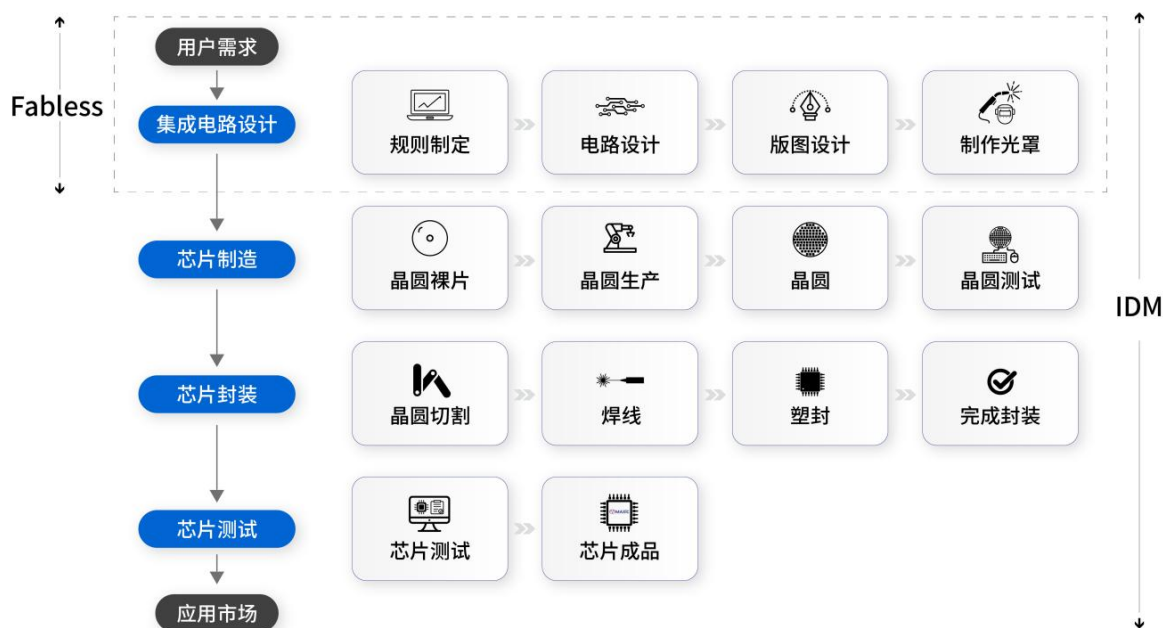 用户需求
Fabless
集成电路设计
规则制定
电路设计
版图设计
制作光罩
芯片制造
晶圆裸片
晶圆生产
晶圆
晶圆测试
IDM
芯片封装
晶圆切割
焊线
塑封
完成封装
芯片测试
芯片测试
芯片成品
应用市场